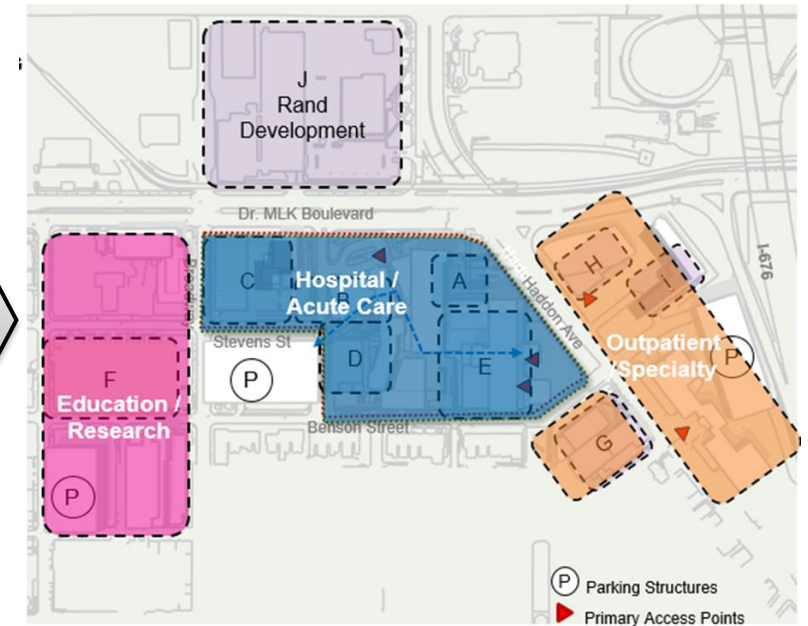 J
Rand
Development
Dr. MLK Boulevard
Haddon Ave
I-676
Broadway
C
Hospital /
Acute Care
B
A
H
Stevens St
D
E
Outpatient
/Specialty
P
P
F
Education /
Research
Benson Street
G
P
P Parking Structures
Primary Access Points